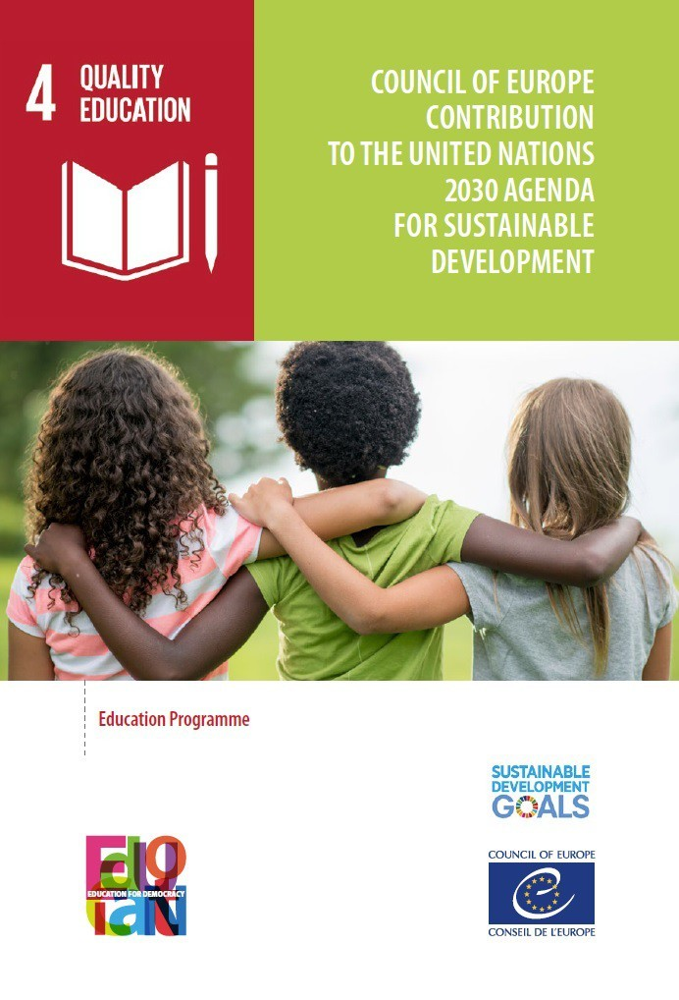 4
QUALITY
EDUCATION
COUNCIL OF EUROPE
CONTRIBUTION
TO THE UNITED NATIONS
2030 AGENDA
FOR SUSTAINABLE
DEVELOPMENT
Education Programme
SUSTAINABLE
DEVELOPMENT
GOALS
EDUCATION FOR DEMOCRACY
COUNCIL OF EUROPE
CONSEIL DE L'EUROPE